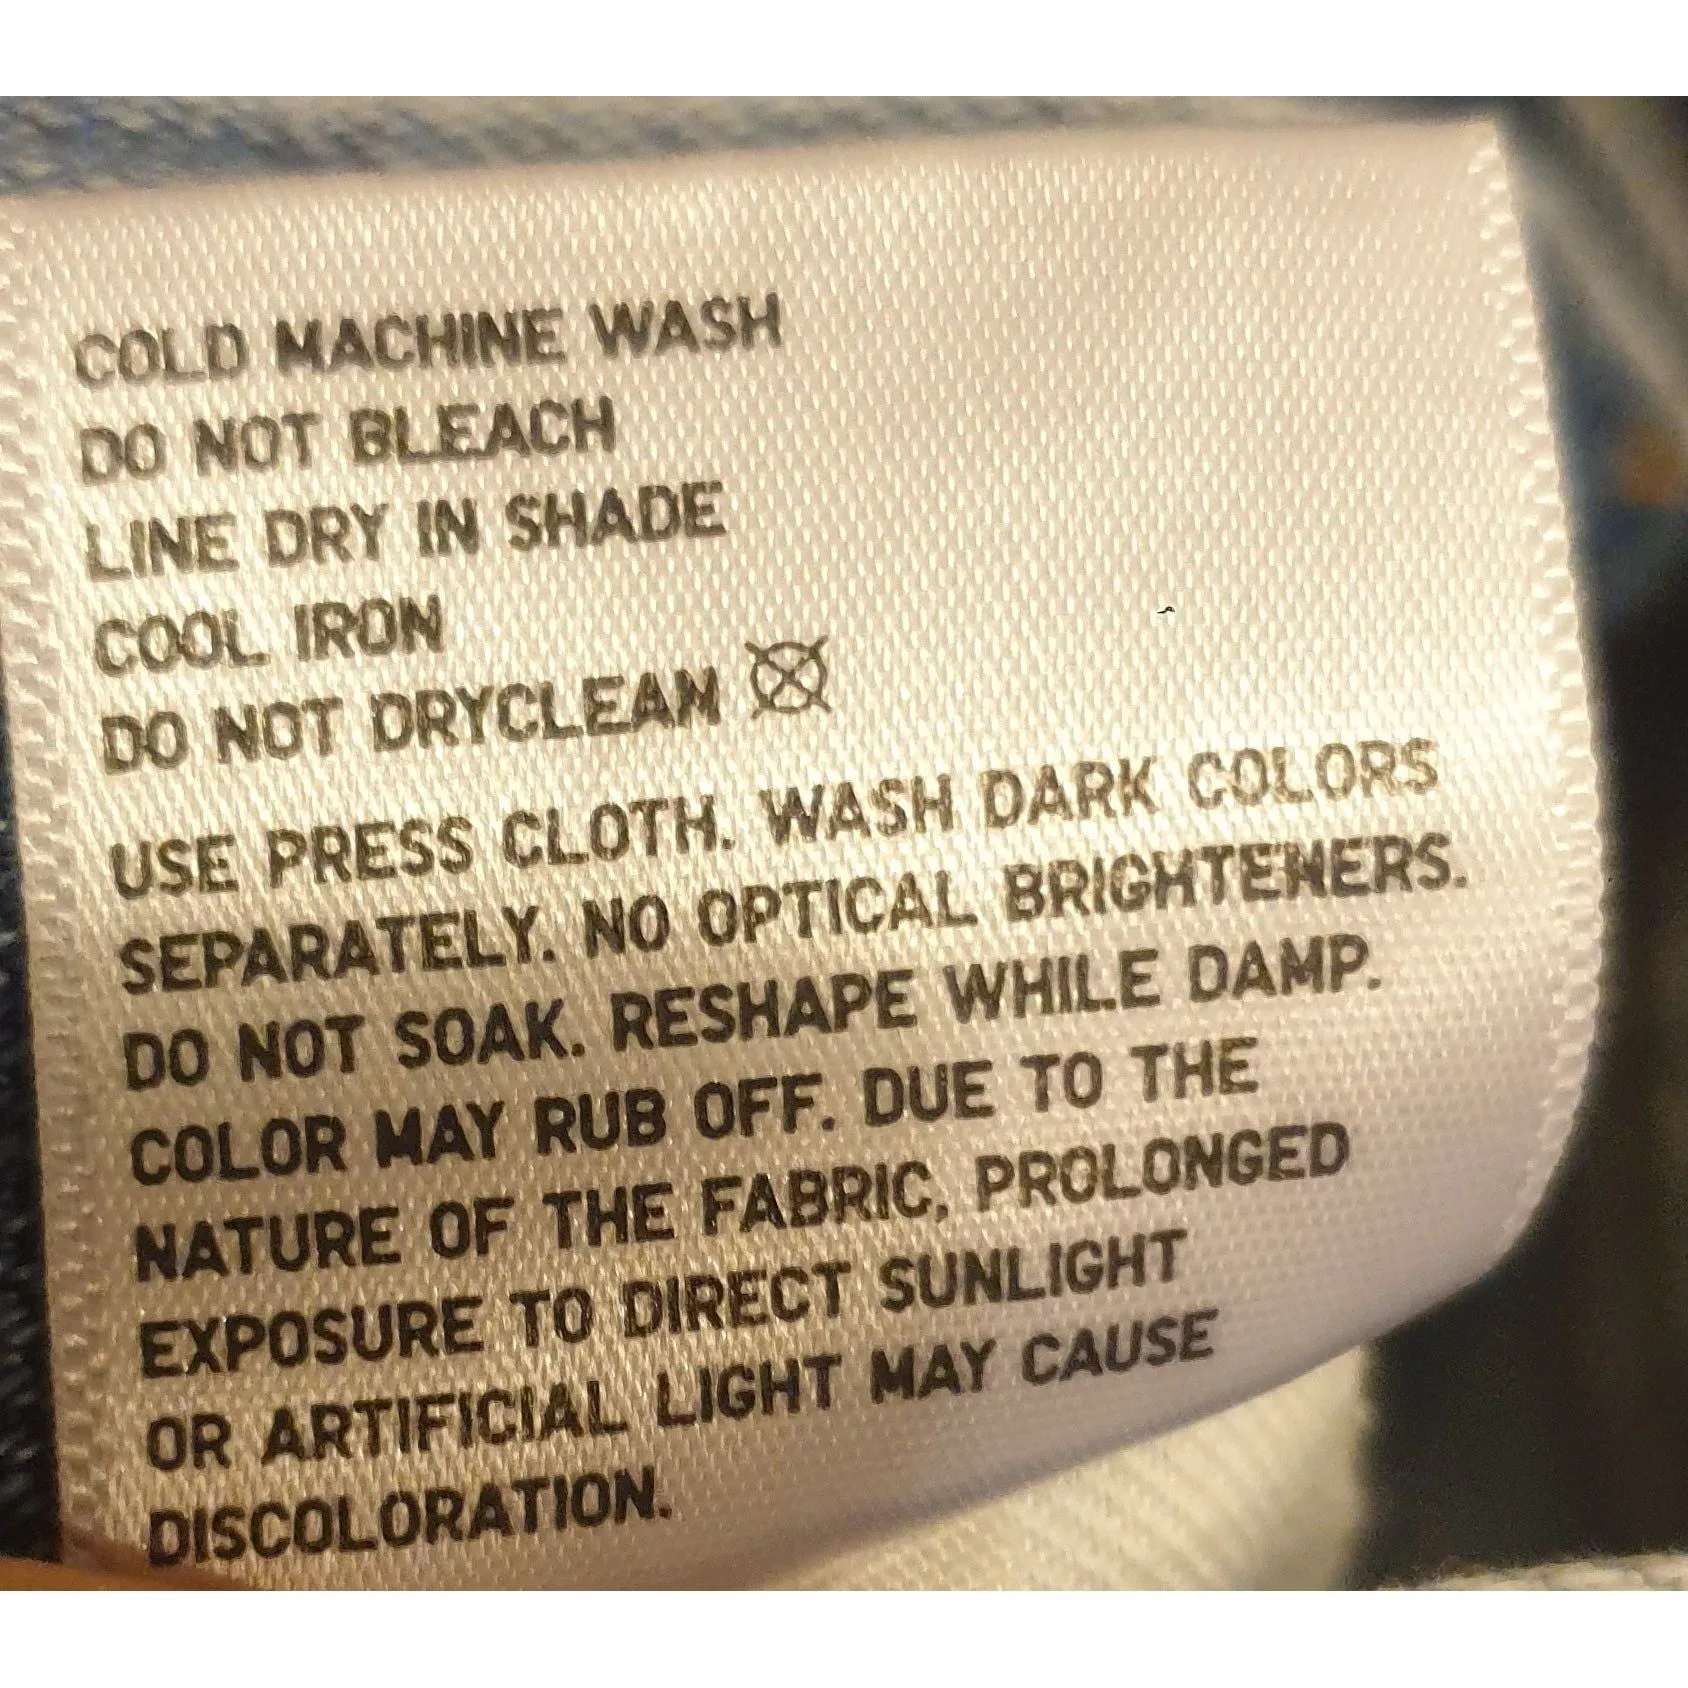 COLD MACHINE WASH
DO NOT BLEACH
LINE DRY IN SHADE
COOL IRON
DO NOT DRYCLEAN
USE PRESS CLOTH. WASH DARK COLORS
SEPARATELY. NO OPTICAL BRIGHTENERS.
DO NOT SOAK. RESHAPE WHILE DAMP.
COLOR MAY RUB OFF. DUE TO THE
NATURE OF THE FABRIC, PROLONGED
EXPOSURE TO DIRECT SUNLIGHT
OR ARTIFICIAL LIGHT MAY CAUSE
DISCOLORATION.